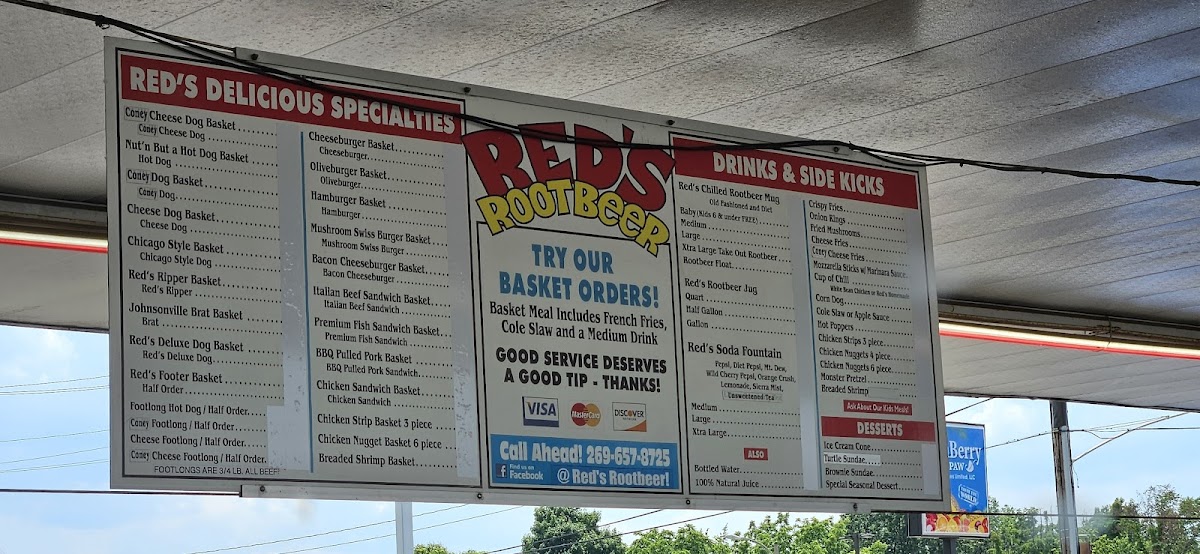 RED'S DELICIOUS SPECIALTIES
Coney Cheese Dog Basket
Coney Cheese Dog
Nut'n But a Hot Dog Basket
Hot Dog
Coney Dog Basket
Coney Dog
Cheese Dog Basket
Cheese Dog
Chicago Style Basket
Chicago Style Dog
Red's Ripper Basket
Red's Ripper
Johnsonville Brat Basket
Brat
Red's Deluxe Dog Basket
Red's Deluxe Dog
Red's Footer Basket
Half Order
Footlong Hot Dog / Half Order
Coney Footlong / Half Order
Cheese Footlong / Half Order
Coney Cheese Footlong / Half Order
FOOTLONGS ARE 3/4 LB. ALL BEEF
Cheeseburger Basket
Cheeseburger
Oliveburger Basket
Oliveburger
Hamburger Basket
Hamburger
Mushroom Swiss Burger Basket
Mushroom Swiss Burger
Bacon Cheeseburger Basket
Bacon Cheeseburger
Italian Beef Sandwich Basket
Italian Beef Sandwich
Premium Fish Sandwich Basket
Premium Fish Sandwich
BBQ Pulled Pork Basket
BBQ Pulled Pork Sandwich
Chicken Sandwich Basket
Chicken Sandwich
Chicken Strip Basket 3 piece
Chicken Nugget Basket 6 piece
Breaded Shrimp Basket
RED'S
ROOTBEER
TRY OUR
BASKET ORDERS!
Basket Meal Includes French Fries,
Cole Slaw and a Medium Drink
GOOD SERVICE DESERVES
A GOOD TIP - THANKS!
VISA MasterCard DISCOVER
Call Ahead! 269-657-8725
f Find us on
Facebook
@ Red's Rootbeer!
DRINKS & SIDE KICKS
Red's Chilled Rootbeer Mug
Old Fashioned and Diet
Baby (Kids 6 & under FREE)
Medium
Large
Xtra Large Take Out Rootbeer
Rootbeer Float
Red's Rootbeer Jug
Quart
Half Gallon
Gallon
Red's Soda Fountain
Pepsi, Diet Pepsi, Mt. Dew,
Wild Cherry Pepsi, Orange Crush,
Lemonade, Sierra Mist,
Unsweetened Tea
Medium
Large
Xtra Large
ALSO
Bottled Water
100% Natural Juice
Crispy Fries
Onion Rings
Fried Mushrooms
Cheese Fries
Coney Cheese Fries
Mozzarella Sticks w/ Marinara Sauce
Cup of Chili
White Bean Chicken or Red's Homemade
Corn Dog
Cole Slaw or Apple Sauce
Hot Poppers
Chicken Strips 3 piece
Chicken Nuggets 4 piece
Chicken Nuggets 6 piece
Monster Pretzel
Breaded Shrimp
Ask About Our Kids Meals!
DESSERTS
Ice Cream Cone
Turtle Sundae
Brownie Sundae
Special Seasonal Dessert
Berry
PAW